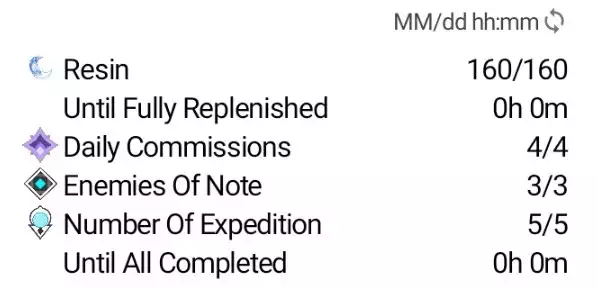 MM/dd hh:mm
Resin 160/160
Until Fully Replenished 0h 0m
Daily Commissions 4/4
Enemies Of Note 3/3
Number Of Expedition 5/5
Until All Completed 0h 0m